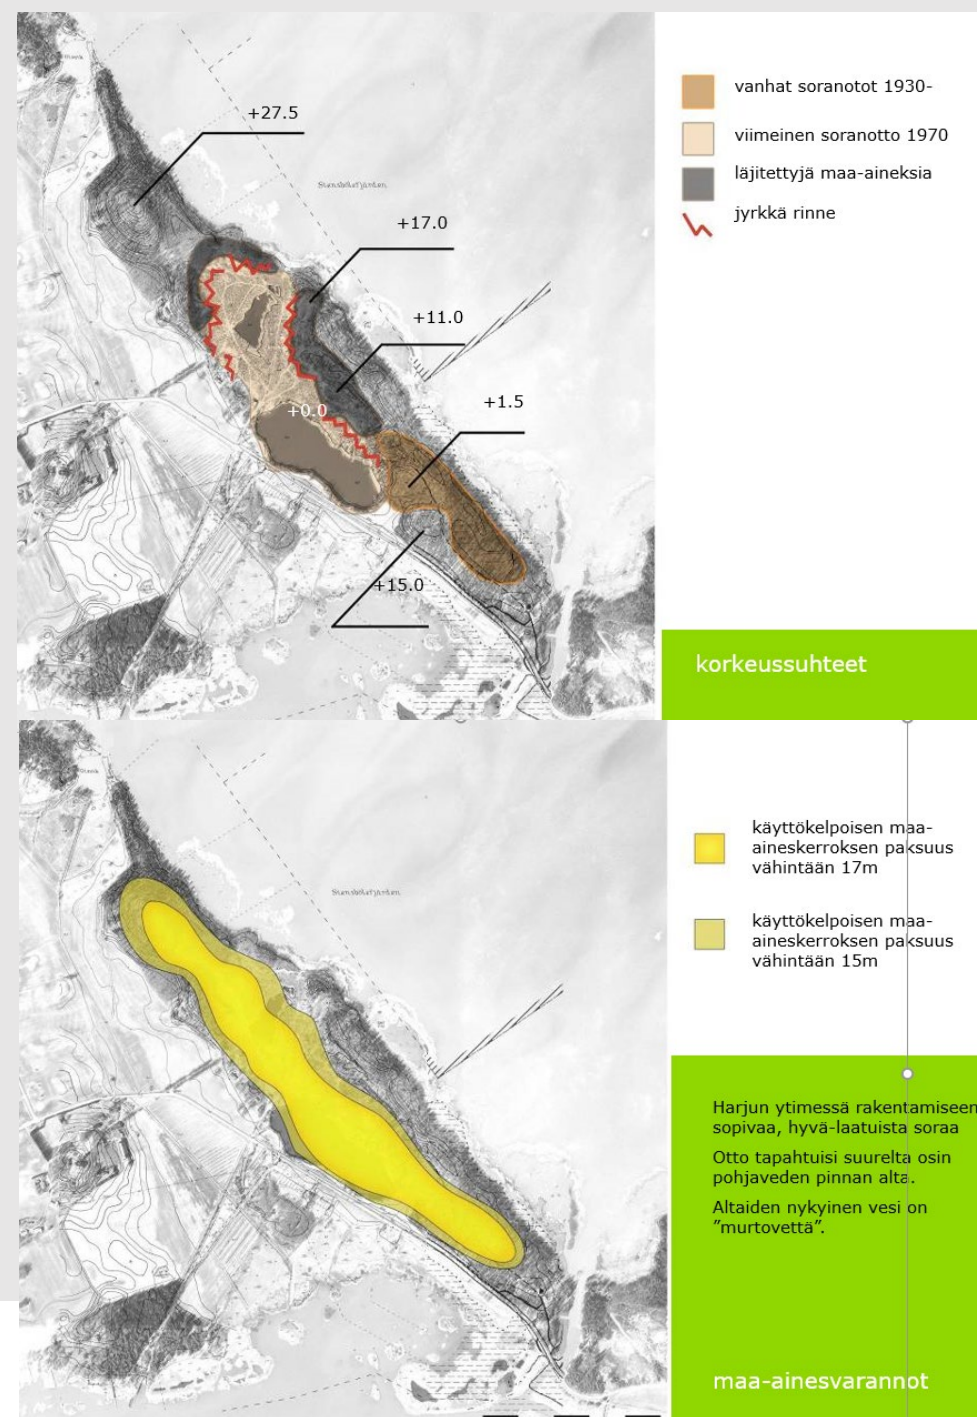 +27.5
+17.0
+11.0
+1.5
+0.0
+15.0
vanhat soranotot 1930-
viimeinen soranotto 1970
läjitettyjä maa-aineksia
jyrkkä rinne
korkeussuhteet
käyttökelpoisen maa-
aineskerroksen paksuus
vähintään 17m
käyttökelpoisen maa-
aineskerroksen paksuus
vähintään 15m
Harjun ytimessä rakentamiseen
sopivaa, hyvä-laatuista soraa
Otto tapahtuisi suurelta osin
pohjaveden pinnan alta.
Altaiden nykyinen vesi on
”murtovettä”.
maa-ainesvarannot